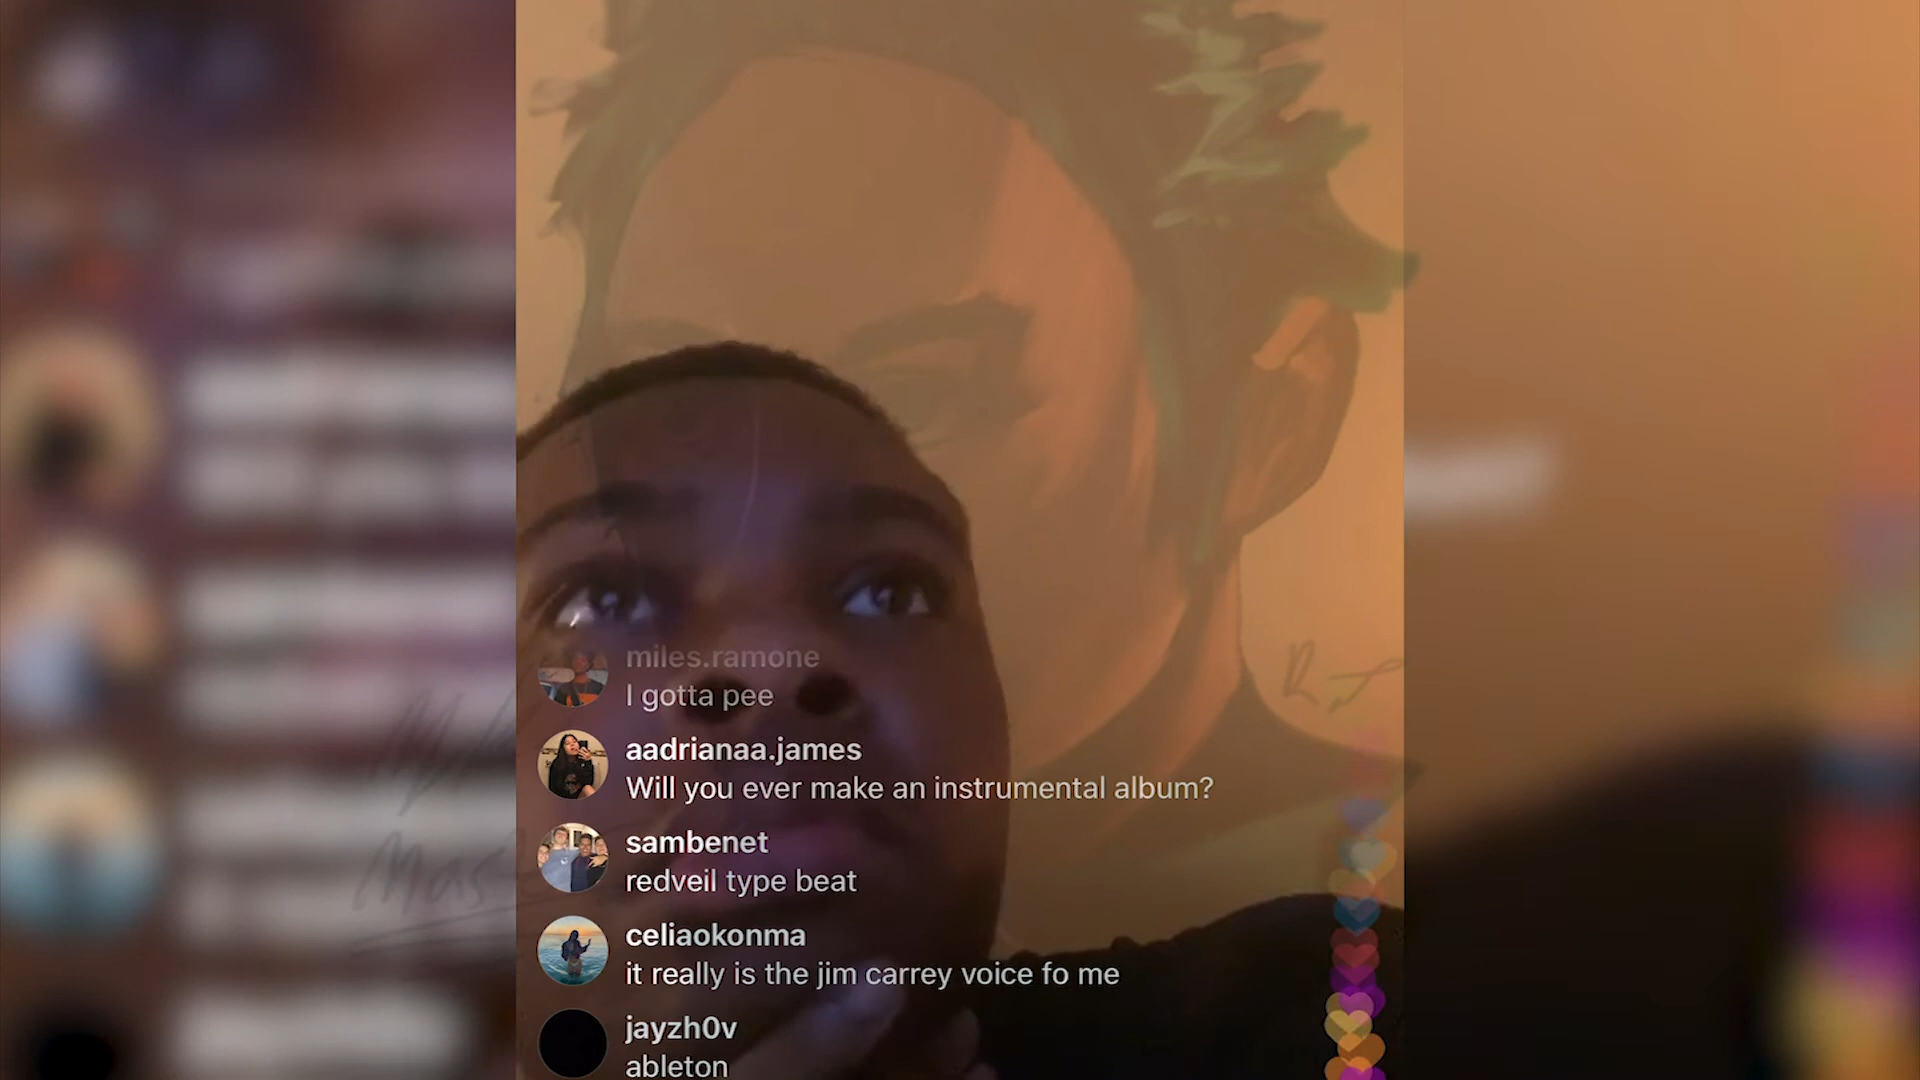 miles.ramone
I gotta pee
aadrianaa.james
Will you ever make an instrumental album?
sambenet
redveil type beat
celiaokonma
it really is the jim carrey voice fo me
jayzh0v
ableton